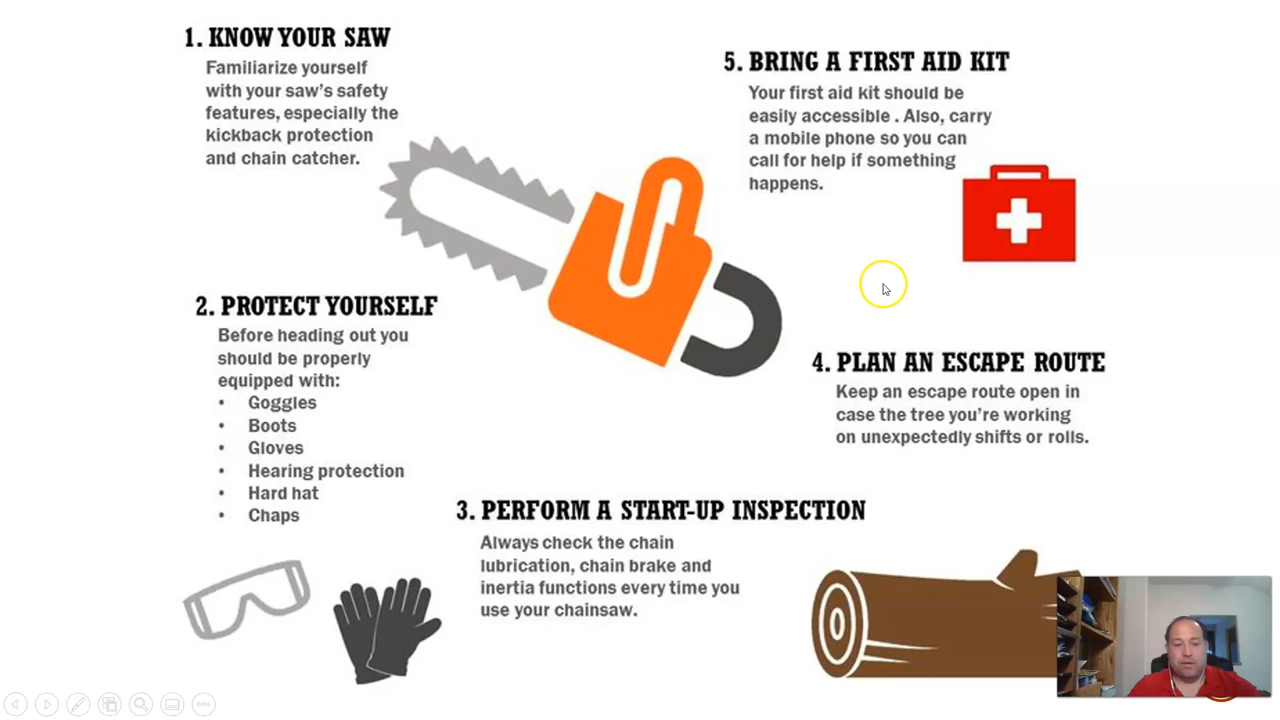 1. KNOW YOUR SAW
Familiarize yourself
with your saw's safety
features, especially the
kickback protection
and chain catcher.
2. PROTECT YOURSELF
Before heading out you
should be properly
equipped with:
• Goggles
• Boots
• Gloves
• Hearing protection
• Hard hat
• Chaps
3. PERFORM A START-UP INSPECTION
Always check the chain
lubrication, chain brake and
inertia functions every time you
use your chainsaw.
4. PLAN AN ESCAPE ROUTE
Keep an escape route open in
case the tree you're working
on unexpectedly shifts or rolls.
5. BRING A FIRST AID KIT
Your first aid kit should be
easily accessible . Also, carry
a mobile phone so you can
call for help if something
happens.